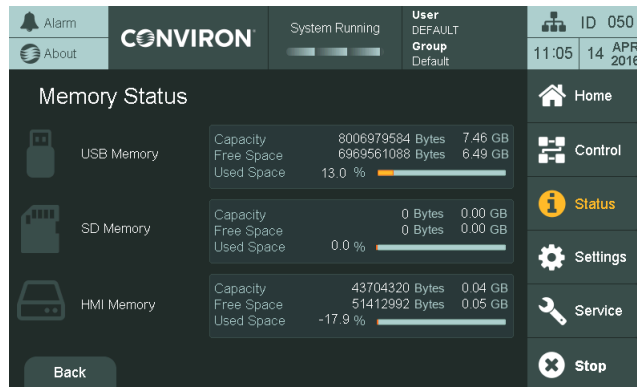 Alarm
About
CONVIRON
System Running
User
DEFAULT
Group
Default
ID 050
11:05
14 APR 2016
Memory Status
USB Memory
Capacity 8006979584 Bytes 7.46 GB
Free Space 6969561088 Bytes 6.49 GB
Used Space 13.0 %
SD Memory
Capacity 0 Bytes 0.00 GB
Free Space 0 Bytes 0.00 GB
Used Space 0.0 %
HMI Memory
Capacity 43704320 Bytes 0.04 GB
Free Space 51412992 Bytes 0.05 GB
Used Space -17.9 %
Back
Home
Control
Status
Settings
Service
Stop